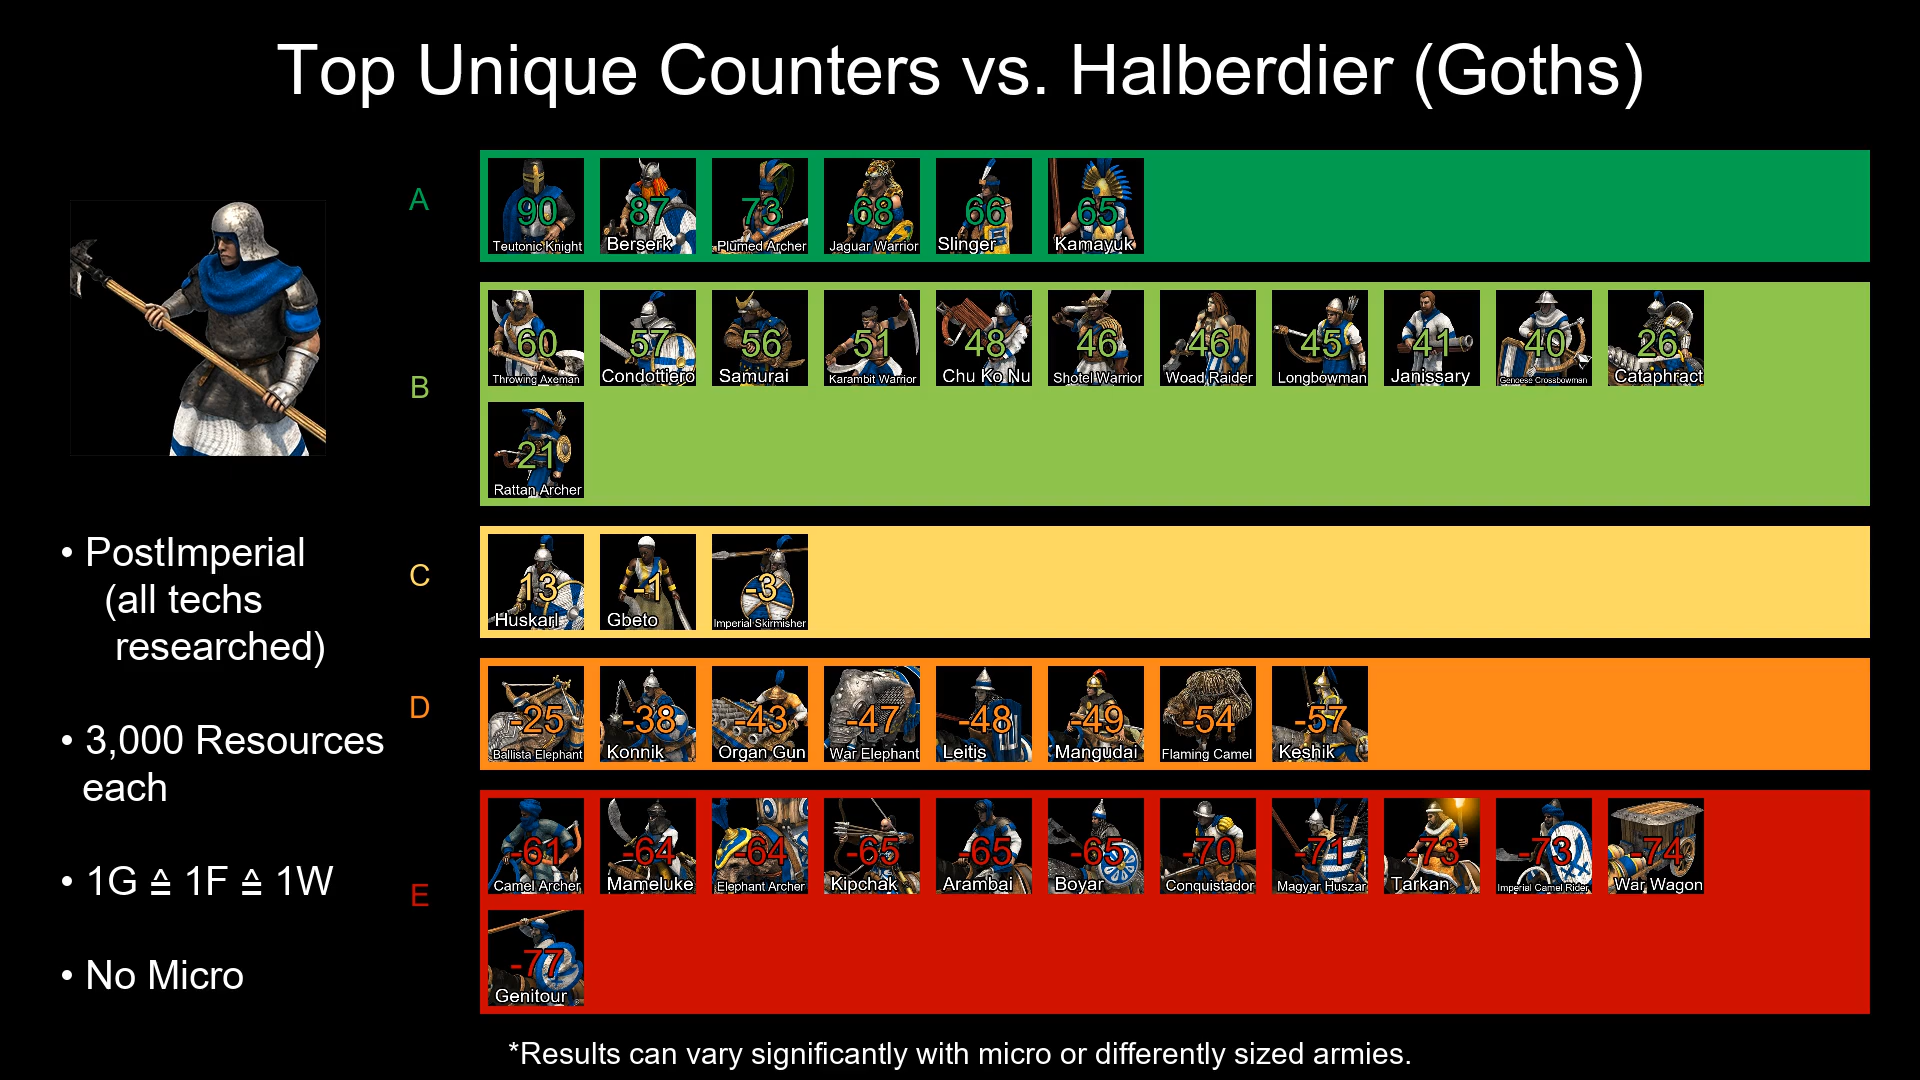 Top Unique Counters vs. Halberdier (Goths)
• PostImperial
(all techs
researched)
• 3,000 Resources
each
• 1G ≙ 1F ≙ 1W
• No Micro
A
90 87 73 68 66 65
Teutonic Knight Berserk Plumed Archer Jaguar Warrior Slinger Kamayuk
B
60 57 56 51 48 46 46 45 41 40 26
Throwing Axeman Condottiero Samurai Karambit Warrior Chu Ko Nu Shotel Warrior Woad Raider Longbowman Janissary Genoese Crossbowman Cataphract
21
Rattan Archer
C
13 -1 -3
Huskarl Gbeto Imperial Skirmisher
D
-25 -38 -43 -47 -48 -49 -54 -57
Ballista Elephant Konnik Organ Gun War Elephant Leitis Mangudai Flaming Camel Keshik
E
-61 -64 -64 -65 -65 -65 -70 -71 -73 -73 -74
Camel Archer Mameluke Elephant Archer Kipchak Arambai Boyar Conquistador Magyar Huszar Tarkan Imperial Camel Rider War Wagon
-77
Genitour
*Results can vary significantly with micro or differently sized armies.